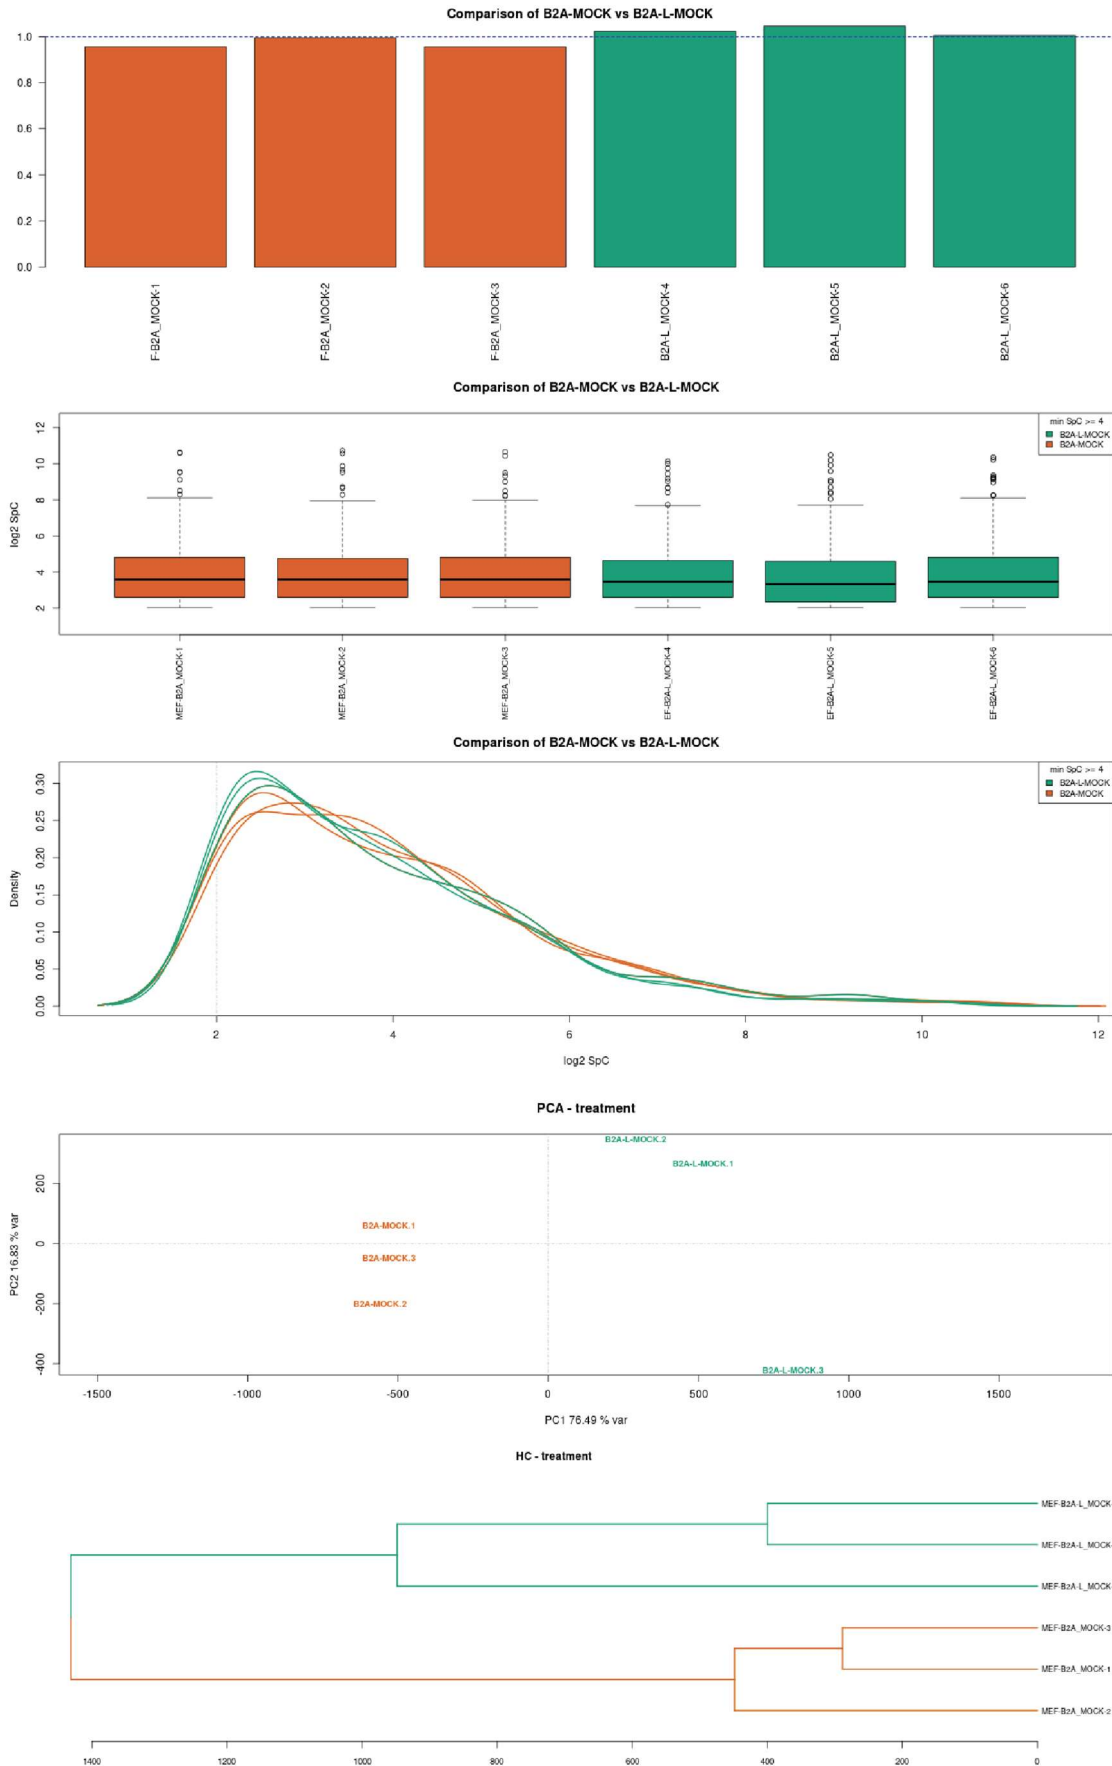 Comparison of B2A-MOCK vs B2A-L-MOCK
1.0
0.8
0.6
0.4
0.2
0.0
F-B2A_MOCK-1
F-B2A_MOCK-2
F-B2A_MOCK-3
B2A-L_MOCK-4
B2A-L_MOCK-5
B2A-L_MOCK-6
Comparison of B2A-MOCK vs B2A-L-MOCK
log2 SpC
12
10
8
6
4
2
min SpC >= 4
B2A-L-MOCK
B2A-MOCK
MEF-B2A_MOCK-1
MEF-B2A_MOCK-2
MEF-B2A_MOCK-3
EF-B2A-L_MOCK-4
EF-B2A-L_MOCK-5
EF-B2A-L_MOCK-6
Comparison of B2A-MOCK vs B2A-L-MOCK
Density
0.30
0.25
0.20
0.15
0.10
0.05
0.00
min SpC >= 4
B2A-L-MOCK
B2A-MOCK
2 4 6 8 10 12
log2 SpC
PCA - treatment
PC2 16.83 % var
200
0
-200
-400
B2A-L-MOCK.2
B2A-L-MOCK.1
B2A-MOCK.1
B2A-MOCK.3
B2A-MOCK.2
B2A-L-MOCK.3
-1500 -1000 -500 0 500 1000 1500
PC1 76.49 % var
HC - treatment
MEF-B2A-L_MOCK-
MEF-B2A-L_MOCK-
MEF-B2A-L_MOCK-
MEF-B2A_MOCK-3
MEF-B2A_MOCK-1
MEF-B2A_MOCK-2
1400 1200 1000 800 600 400 200 0